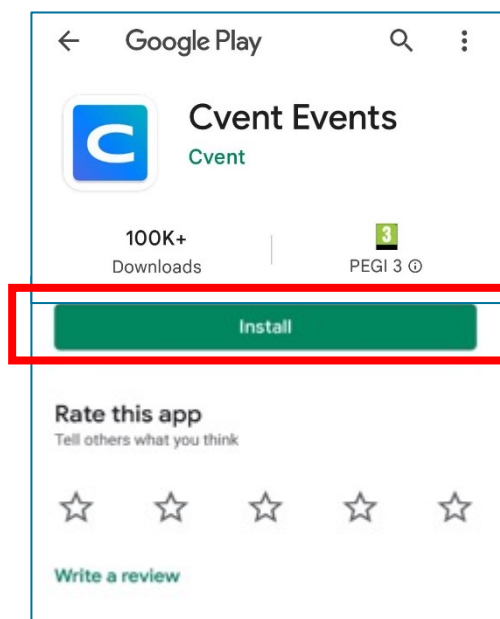 Google Play
Cvent Events
Cvent
100K+
Downloads
3
PEGI 3
Install
Rate this app
Tell others what you think
Write a review